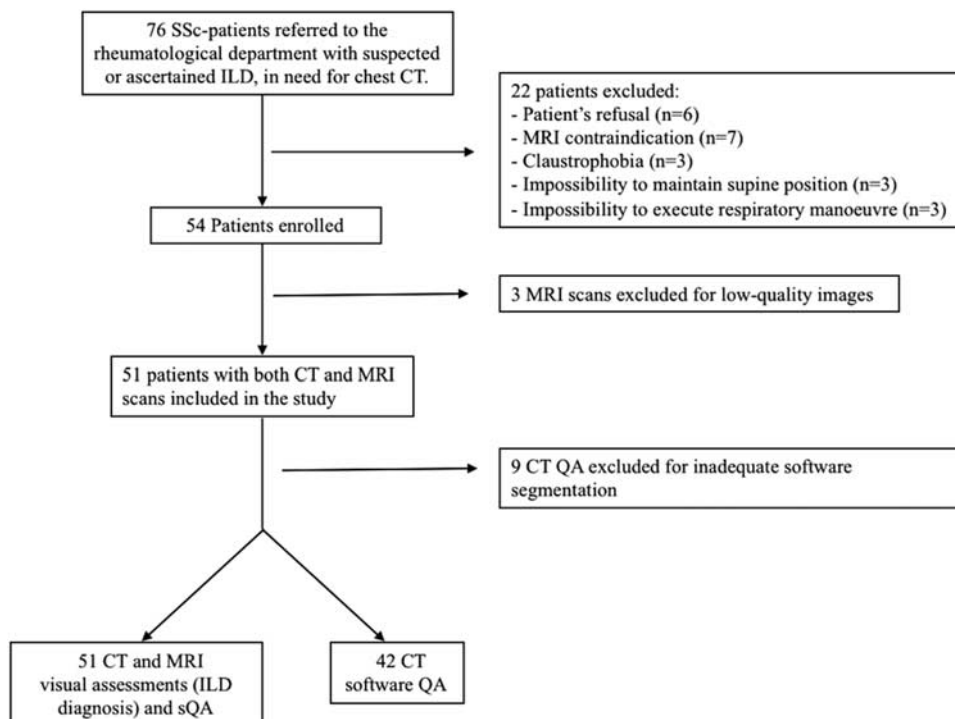 76 SSc-patients referred to the
rheumatological department with suspected
or ascertained ILD, in need for chest CT.
22 patients excluded:
- Patient's refusal (n=6)
- MRI contraindication (n=7)
- Claustrophobia (n=3)
- Impossibility to maintain supine position (n=3)
- Impossibility to execute respiratory manoeuvre (n=3)
54 Patients enrolled
3 MRI scans excluded for low-quality images
51 patients with both CT and MRI
scans included in the study
9 CT QA excluded for inadequate software
segmentation
51 CT and MRI
visual assessments (ILD
diagnosis) and sQA
42 CT
software QA